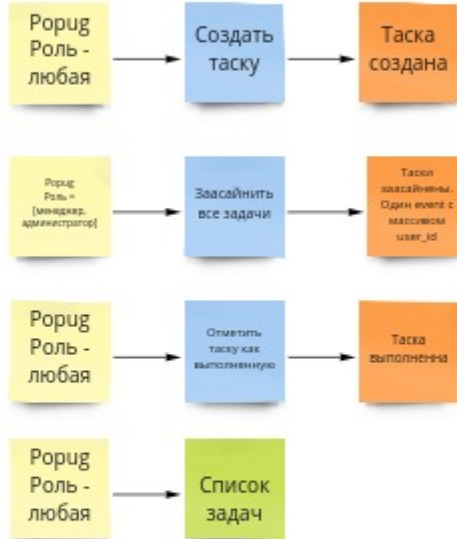 Popug
Роль -
любая
Создать
таску
Таска
создана
Popug
Роль =
[менеджер,
администратор]
Заасайнить
все задачи
Таски
заасайнены.
Один event с
массивом
user_id
Popug
Роль -
любая
Отметить
таску как
выполненную
Таска
выполненна
Popug
Роль -
любая
Список
задач